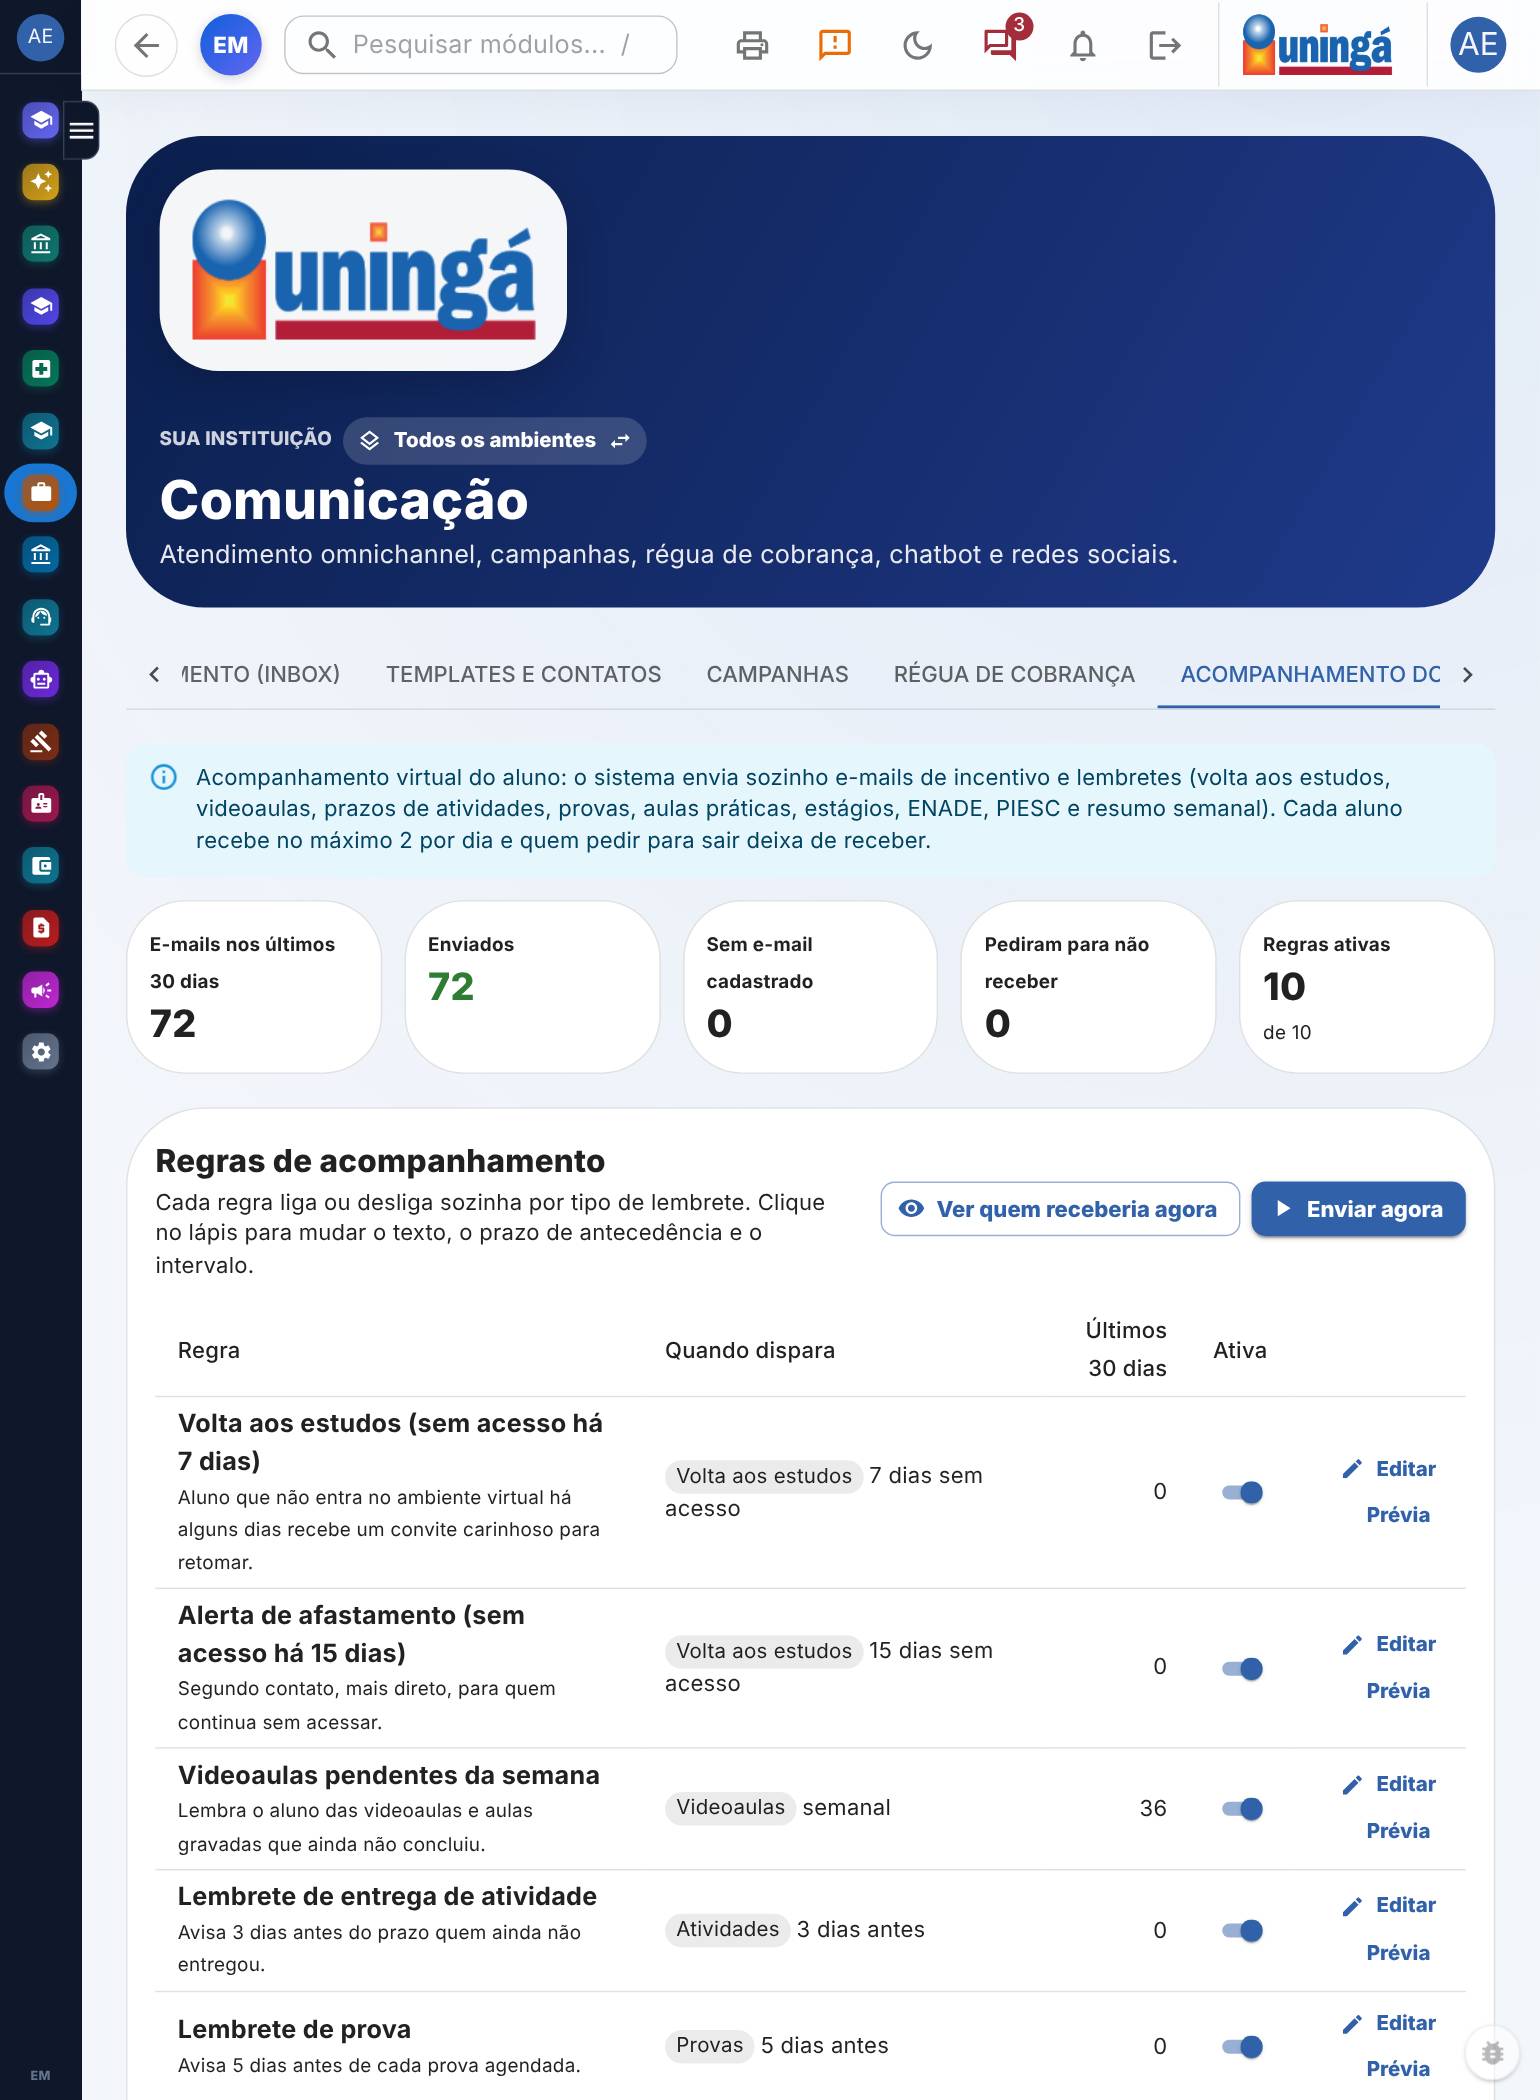 AE
EM
Pesquisar módulos... /
3
uningá
AE
uningá
SUA INSTITUIÇÃO
Todos os ambientes
Comunicação
Atendimento omnichannel, campanhas, régua de cobrança, chatbot e redes sociais.
MENTO (INBOX)
TEMPLATES E CONTATOS
CAMPANHAS
RÉGUA DE COBRANÇA
ACOMPANHAMENTO DO
Acompanhamento virtual do aluno: o sistema envia sozinho e-mails de incentivo e lembretes (volta aos estudos,
videoaulas, prazos de atividades, provas, aulas práticas, estágios, ENADE, PIESC e resumo semanal). Cada aluno
recebe no máximo 2 por dia e quem pedir para sair deixa de receber.
E-mails nos últimos
30 dias
72
Enviados
72
Sem e-mail
cadastrado
0
Pediram para não
receber
0
Regras ativas
10
de 10
Regras de acompanhamento
Cada regra liga ou desliga sozinha por tipo de lembrete. Clique
no lápis para mudar o texto, o prazo de antecedência e o
intervalo.
Ver quem receberia agora
Enviar agora
Regra
Quando dispara
Últimos
30 dias
Ativa
Volta aos estudos (sem acesso há
7 dias)
Aluno que não entra no ambiente virtual há
alguns dias recebe um convite carinhoso para
retomar.
Volta aos estudos 7 dias sem
acesso
0
Editar
Prévia
Alerta de afastamento (sem
acesso há 15 dias)
Segundo contato, mais direto, para quem
continua sem acessar.
Volta aos estudos 15 dias sem
acesso
0
Editar
Prévia
Videoaulas pendentes da semana
Lembra o aluno das videoaulas e aulas
gravadas que ainda não concluiu.
Videoaulas semanal
36
Editar
Prévia
Lembrete de entrega de atividade
Avisa 3 dias antes do prazo quem ainda não
entregou.
Atividades 3 dias antes
0
Editar
Prévia
Lembrete de prova
Avisa 5 dias antes de cada prova agendada.
Provas 5 dias antes
0
Editar
Prévia
EM